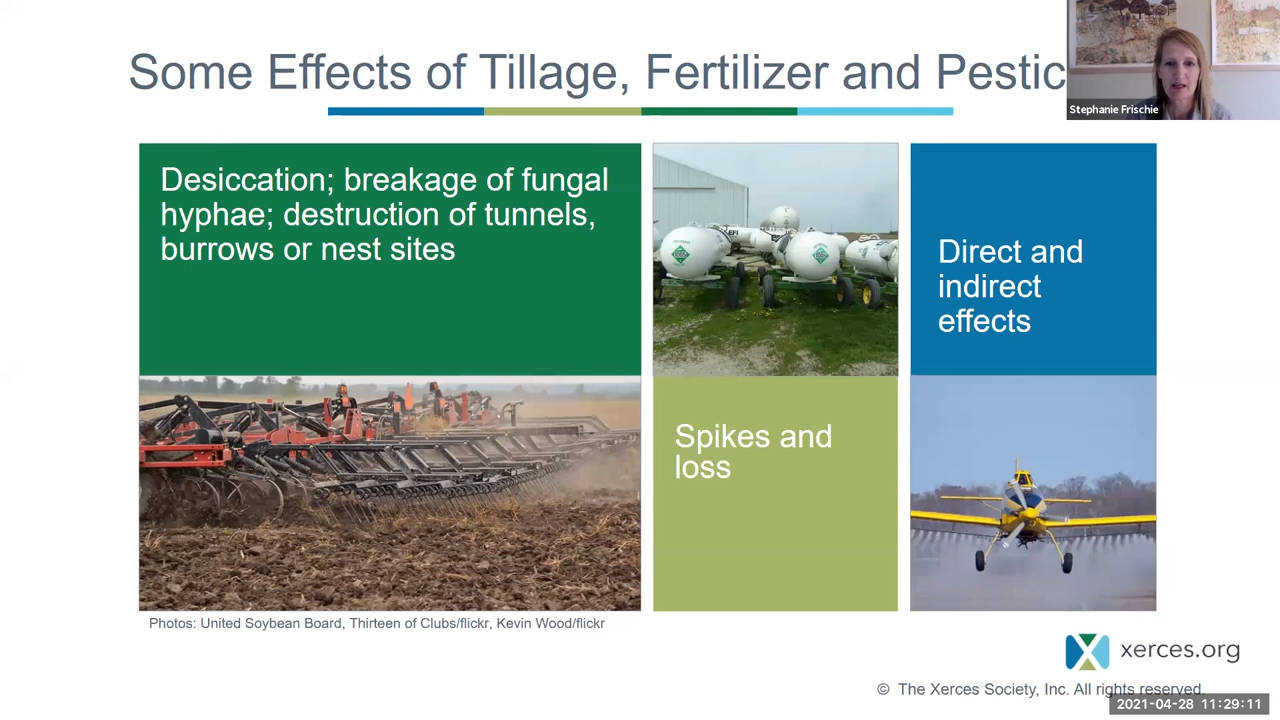 Some Effects of Tillage, Fertilizer and Pestic
Stephanie Frischie
Desiccation; breakage of fungal
hyphae; destruction of tunnels,
burrows or nest sites
Direct and
indirect
effects
Spikes and
loss
Photos: United Soybean Board, Thirteen of Clubs/flickr, Kevin Wood/flickr
xerces.org
© The Xerces Society, Inc. All rights reserved.
2021-04-28 11:29:11